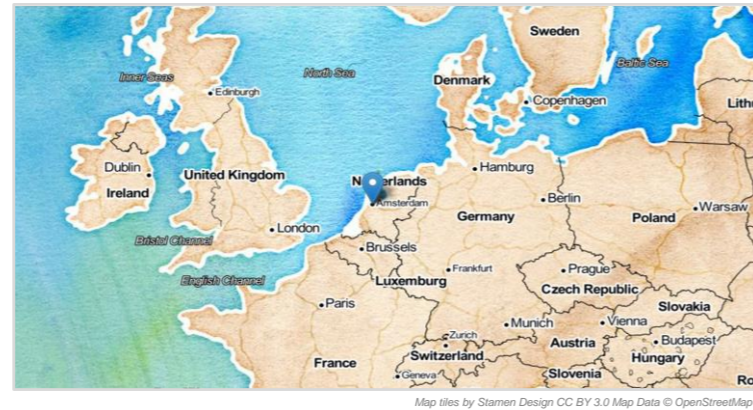 Sweden
Inner Seas
North Sea
Baltic Sea
Denmark
Edinburgh
Copenhagen
Lith
Dublin
United Kingdom
Netherlands
Hamburg
Ireland
Amsterdam
Berlin
Warsaw
Germany
Poland
London
Bristol Channel
Brussels
English Channel
Luxemburg
Frankfurt
Prague
Czech Republic
Paris
Slovakia
Munich
Vienna
Zurich
Austria
Budapest
France
Switzerland
Hungary
Geneva
Slovenia
Ro
Map tiles by Stamen Design CC BY 3.0 Map Data © OpenStreetMap